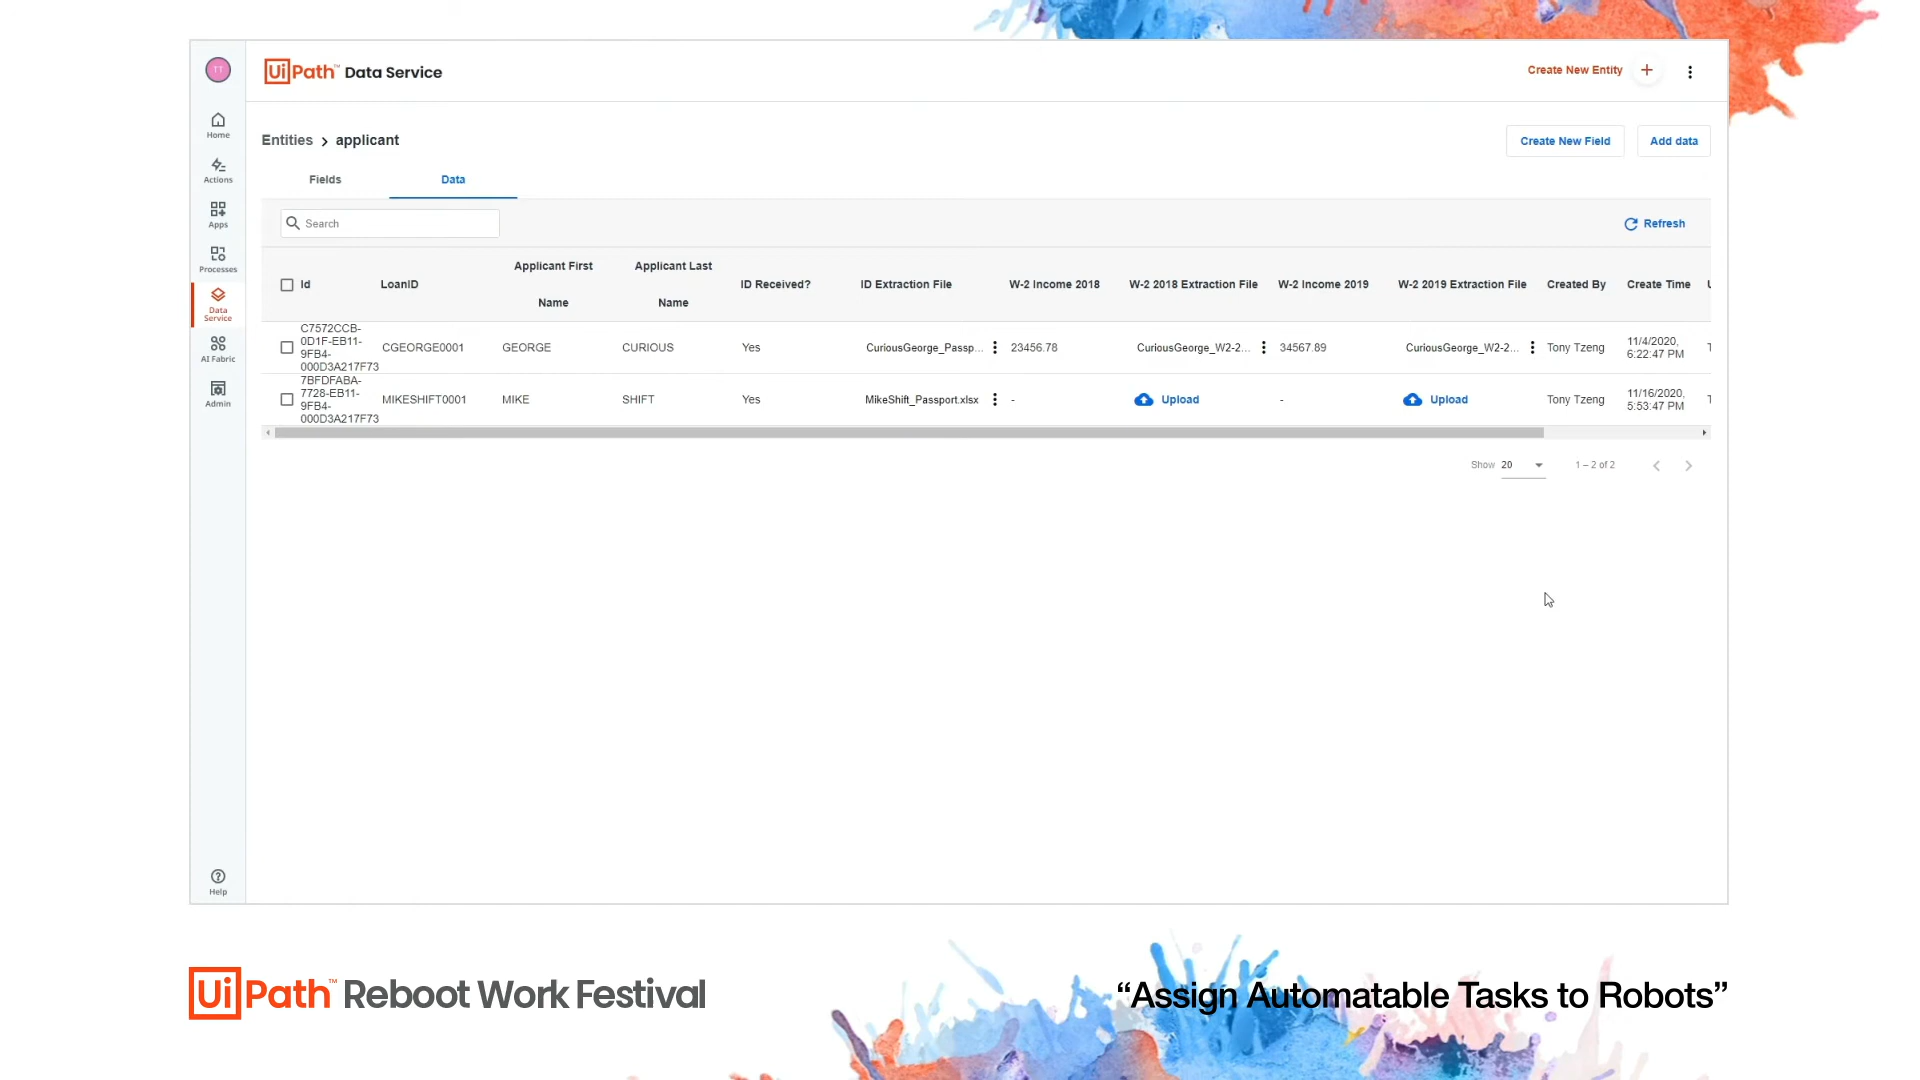 TT
UiPath™ Data Service
Create New Entity +
Home
Actions
Apps
Processes
Data
Service
AI Fabric
Admin
Help
Entities > applicant
Create New Field
Add data
Fields
Data
Search
Refresh
Id
LoanID
Applicant First
Name
Applicant Last
Name
ID Received?
ID Extraction File
W-2 Income 2018
W-2 2018 Extraction File
W-2 Income 2019
W-2 2019 Extraction File
Created By
Create Time
C7572CCB-
0D1F-EB11-
9FB4-
000D3A217F73
CGEORGE0001
GEORGE
CURIOUS
Yes
CuriousGeorge_Passp...
23456.78
CuriousGeorge_W2-2...
34567.89
CuriousGeorge_W2-2...
Tony Tzeng
11/4/2020,
6:22:47 PM
7BFDFABA-
7728-EB11-
9FB4-
000D3A217F73
MIKESHIFT0001
MIKE
SHIFT
Yes
MikeShift_Passport.xlsx
-
Upload
-
Upload
Tony Tzeng
11/16/2020,
5:53:47 PM
Show 20
1 – 2 of 2
UiPath™ Reboot Work Festival
“Assign Automatable Tasks to Robots”